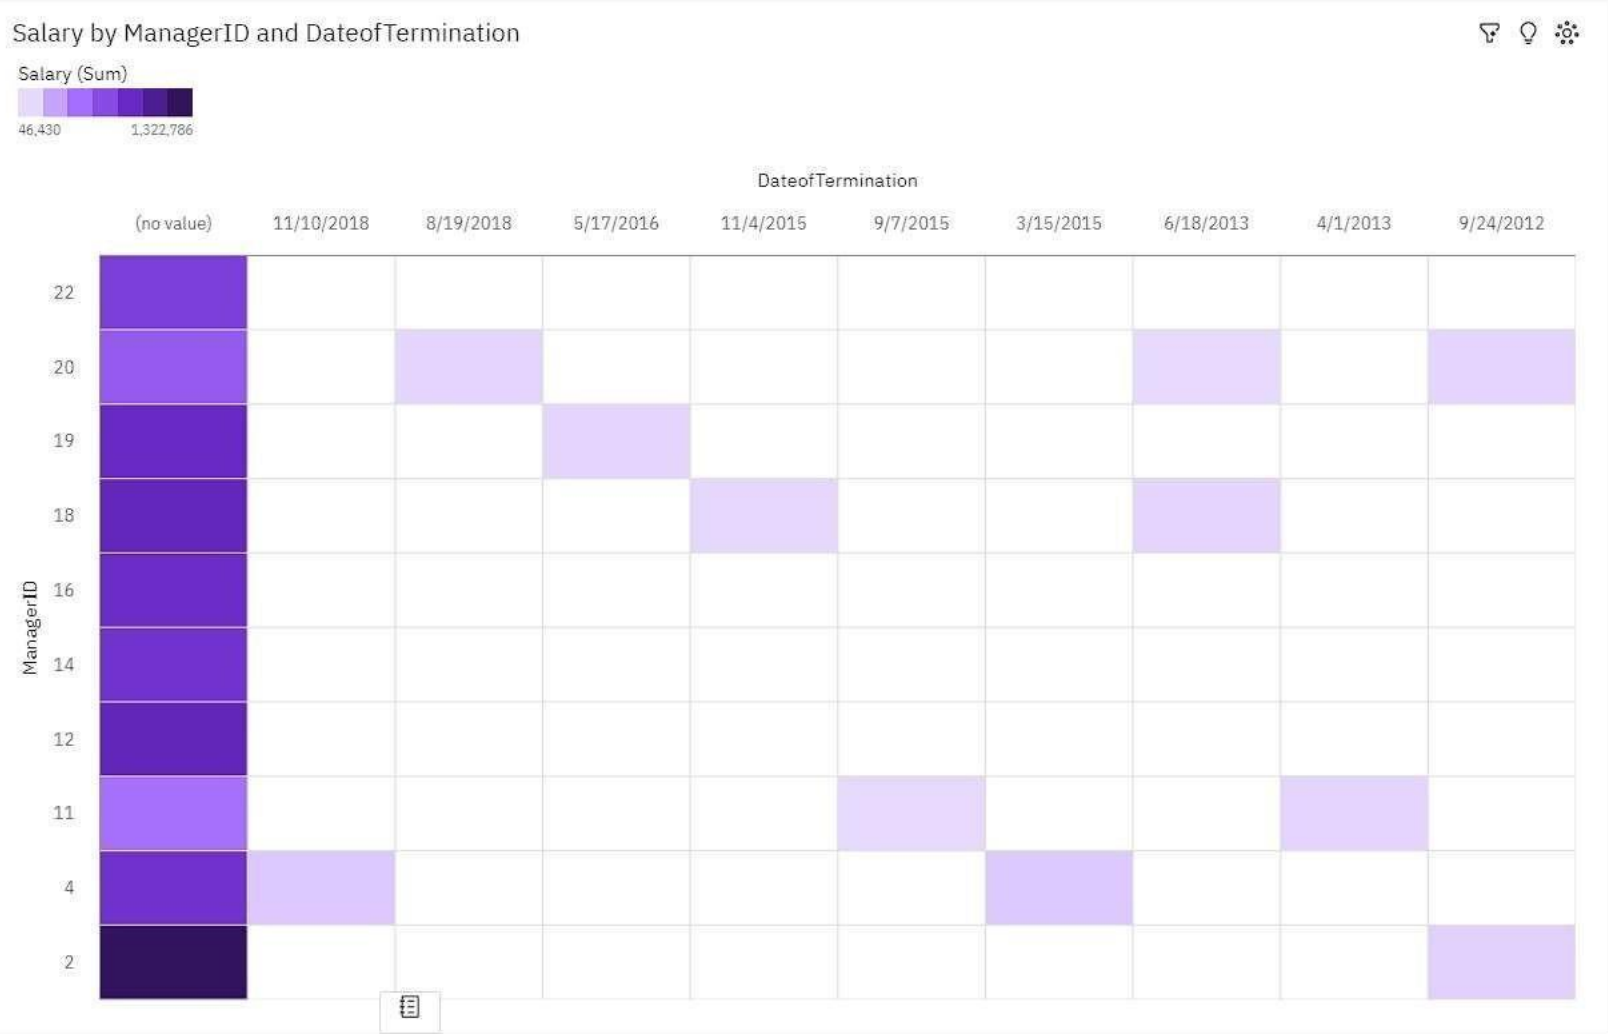 Salary by ManagerID and DateofTermination
Salary (Sum)
46,430 1,322,786
DateofTermination
(no value) 11/10/2018 8/19/2018 5/17/2016 11/4/2015 9/7/2015 3/15/2015 6/18/2013 4/1/2013 9/24/2012
ManagerID
22
20
19
18
16
14
12
11
4
2